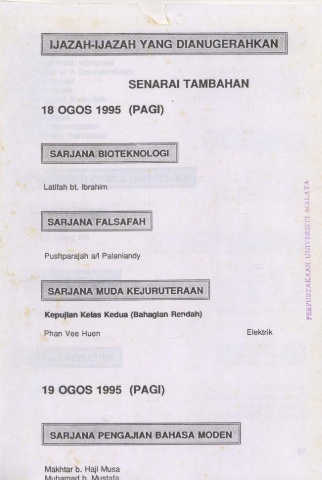 IJAZAH-IJAZAH YANG DIANUGERAHKAN
SENARAI TAMBAHAN
18 OGOS 1995 (PAGI)
SARJANA BIOTEKNOLOGI
Latifah bt. Ibrahim
SARJANA FALSAFAH
Pushparajah a/l Palaniandy
SARJANA MUDA KEJURUTERAAN
Kepujian Kelas Kedua (Bahagian Rendah)
Phan Vee Huen Elektrik
19 OGOS 1995 (PAGI)
SARJANA PENGAJIAN BAHASA MODEN
Makhtar b. Haji Musa
Muhamad b. Mustafa
PERPUSTAKAAN UNIVERSITI MALAYA